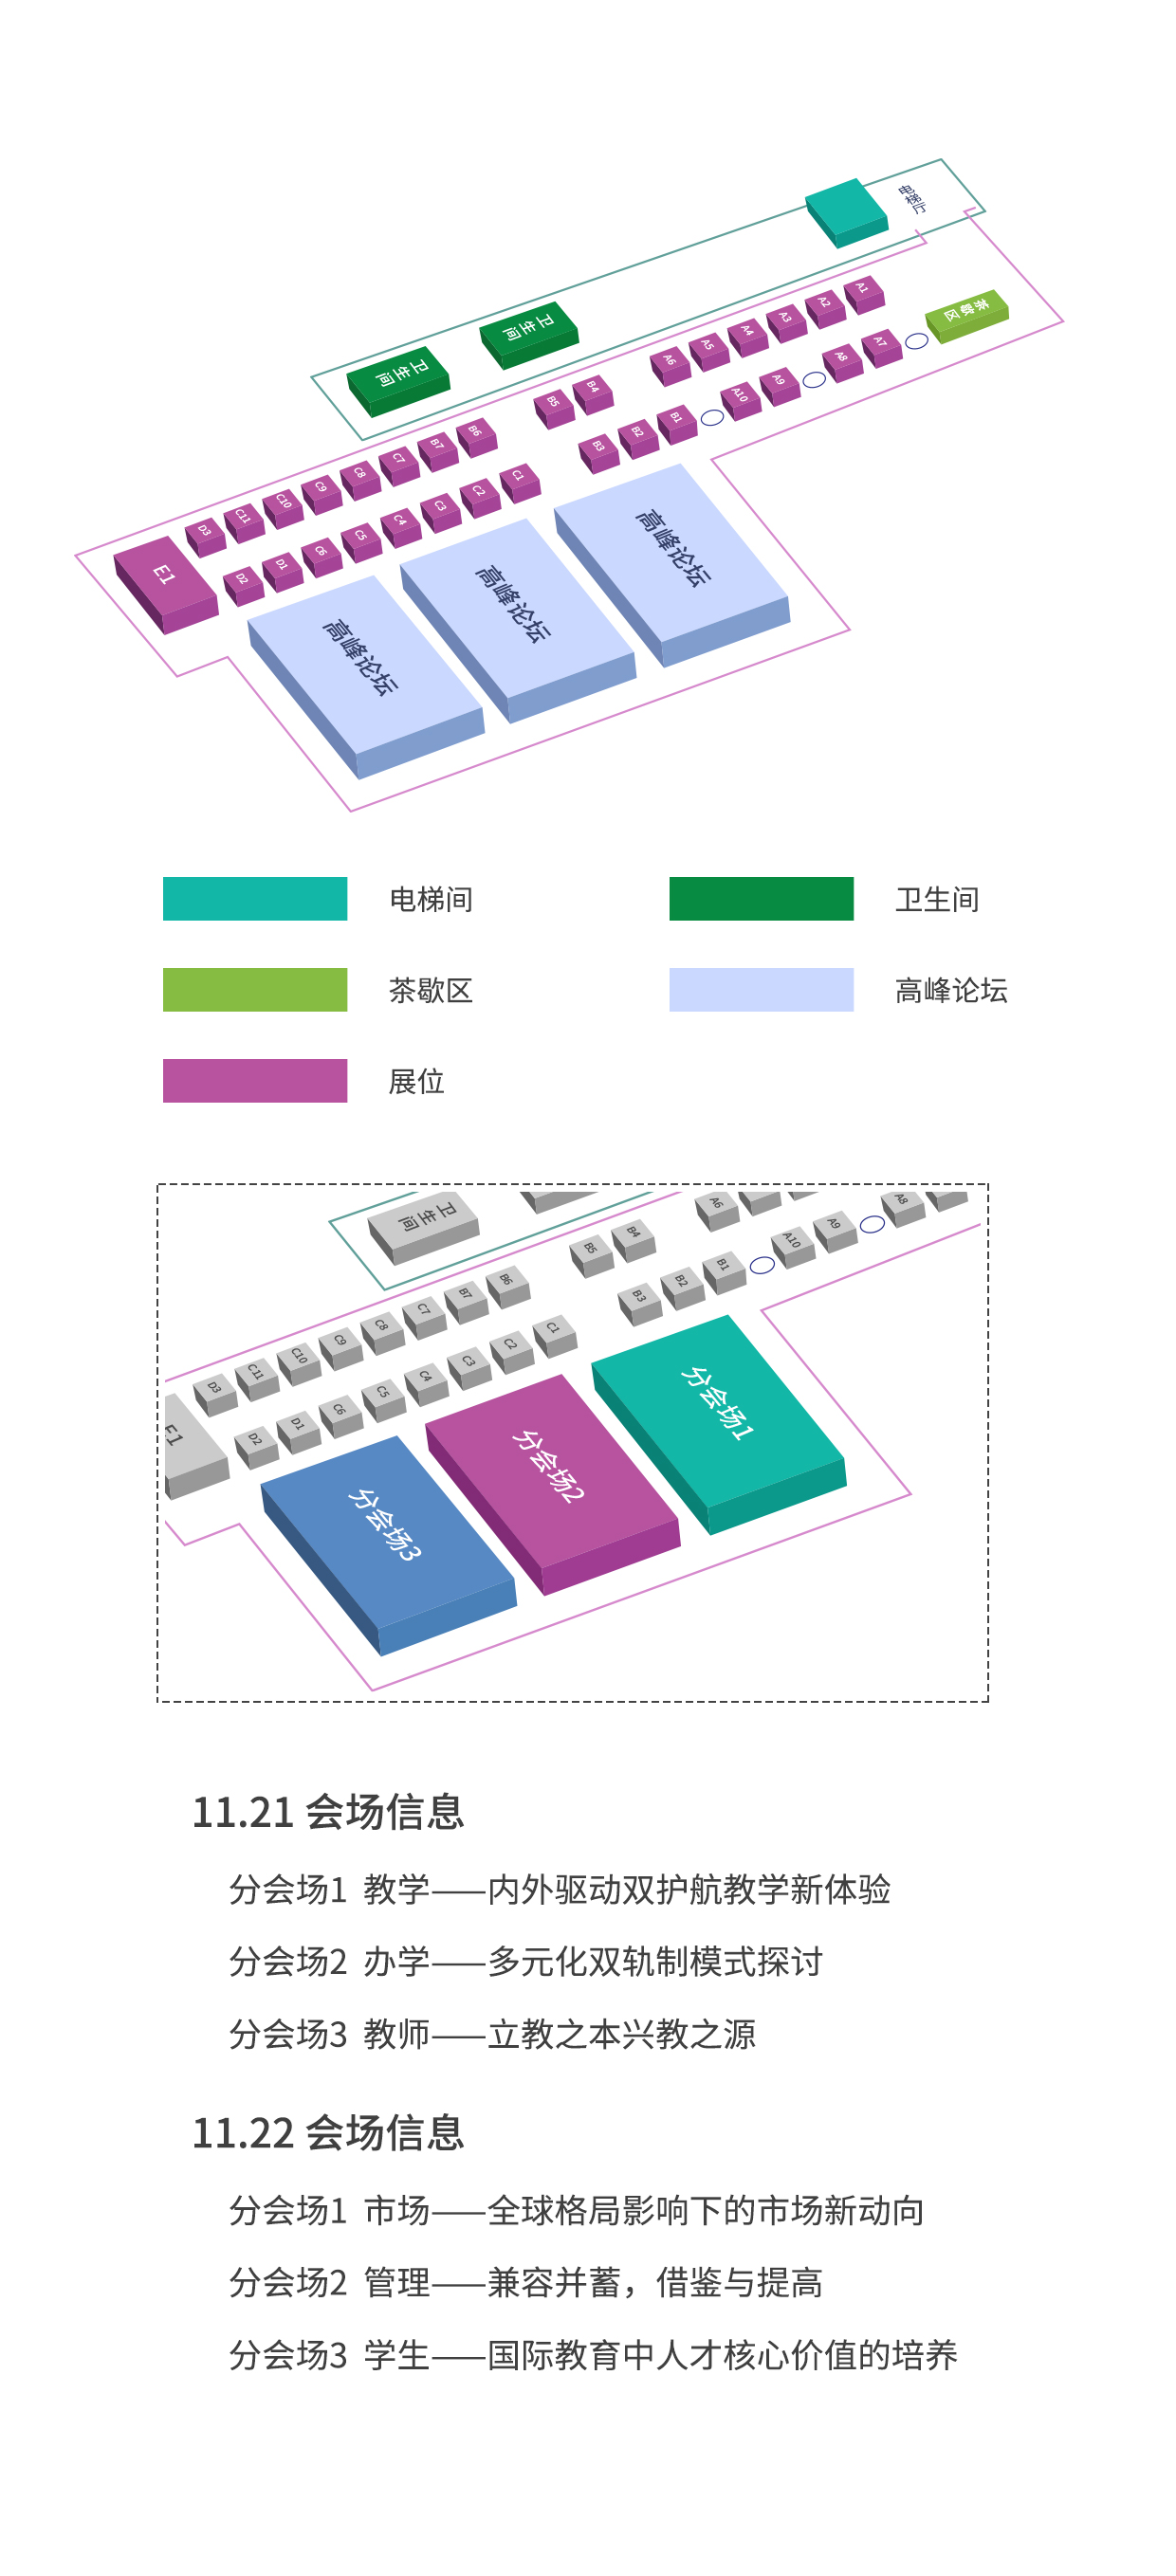 电梯厅
A1
A2
A3
A4
A5
A6
茶歇区
A7
A8
A9
A10
卫生间
卫生间
B4
B5
B1
B2
B3
B6
B7
C7
C8
C9
C10
C11
D3
C1
C2
C3
C4
C5
C6
D1
D2
E1
高峰论坛
高峰论坛
高峰论坛
电梯间
卫生间
茶歇区
高峰论坛
展位
卫生间
A6
A8
A9
A10
B4
B5
B1
B2
B3
B6
B7
C7
C8
C9
C10
C11
D3
C1
C2
C3
C4
C5
C6
D1
D2
E1
分会场1
分会场2
分会场3
11.21 会场信息
分会场1 教学——内外驱动双护航教学新体验
分会场2 办学——多元化双轨制模式探讨
分会场3 教师——立教之本兴教之源
11.22 会场信息
分会场1 市场——全球格局影响下的市场新动向
分会场2 管理——兼容并蓄，借鉴与提高
分会场3 学生——国际教育中人才核心价值的培养